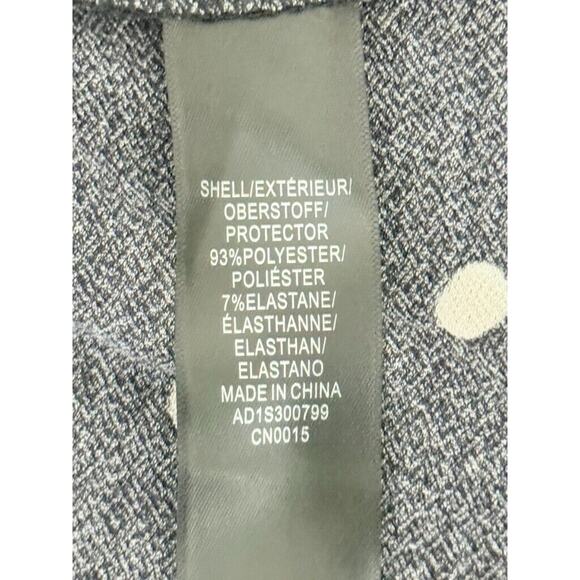 SHELL/EXTÉRIEUR/
OBERSTOFF/
PROTECTOR
93%POLYESTER/
POLIÉSTER
7%ELASTANE/
ÉLASTHANNE/
ELASTHAN/
ELASTANO
MADE IN CHINA
AD1S300799
CN0015